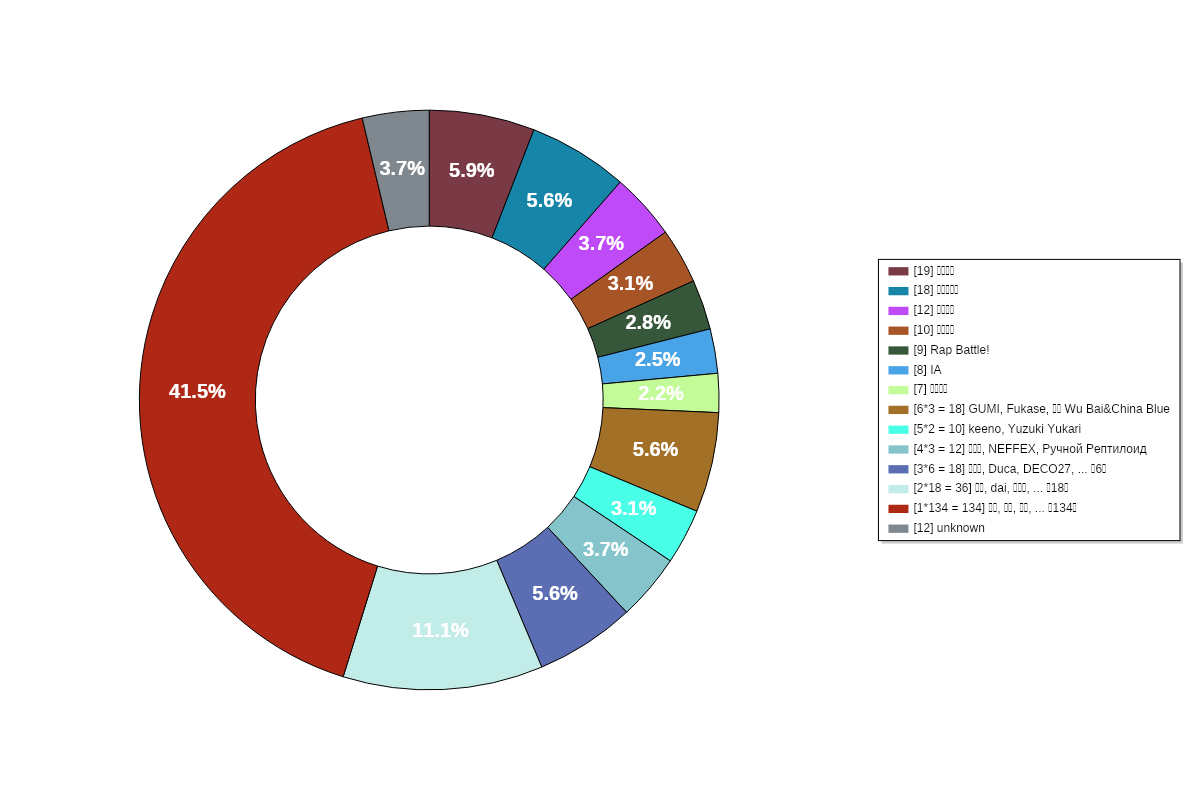 3.7%
5.9%
5.6%
3.7%
3.1%
2.8%
2.5%
2.2%
5.6%
3.1%
3.7%
5.6%
11.1%
41.5%
[19]
[18]
[12]
[10]
[9] Rap Battle!
[8] IA
[7]
[6*3 = 18] GUMI, Fukase, Wu Bai&China Blue
[5*2 = 10] keeno, Yuzuki Yukari
[4*3 = 12] , NEFFEX, Ручной Рептилоид
[3*6 = 18] , Duca, DECO27, ... 6
[2*18 = 36] , dai, , ... 18
[1*134 = 134] , , , ... 134
[12] unknown